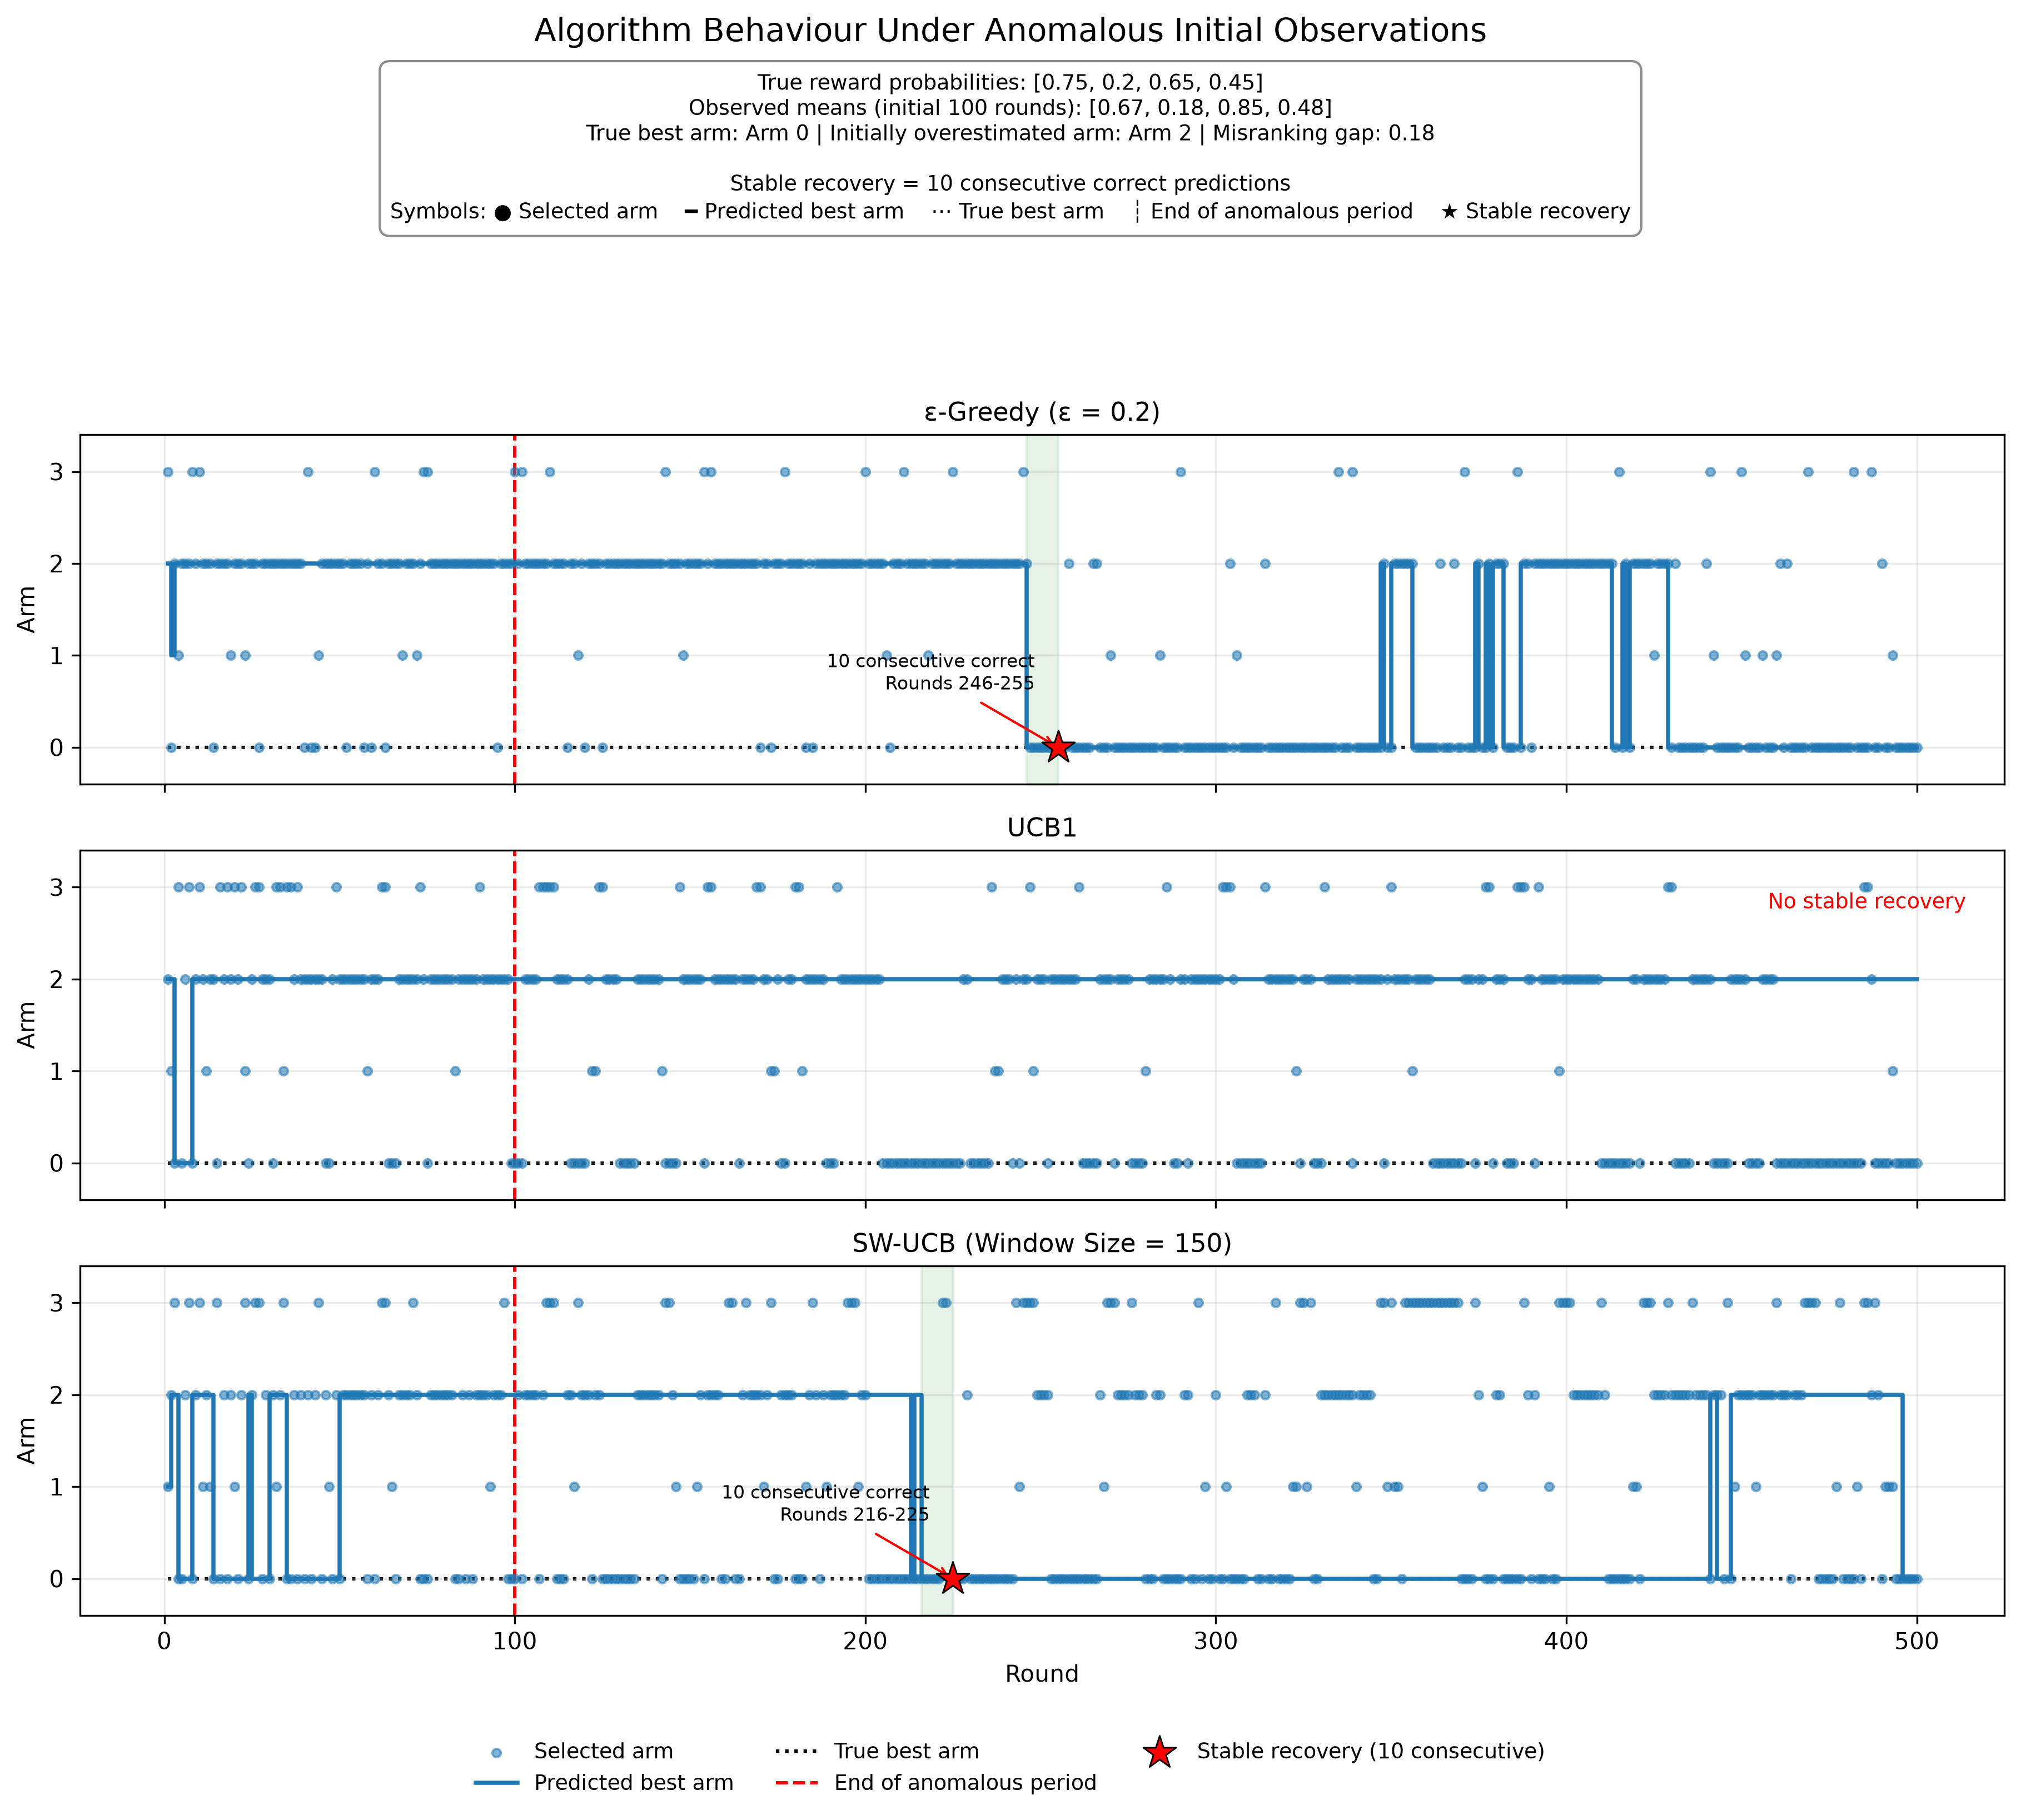 Algorithm Behaviour Under Anomalous Initial Observations
True reward probabilities: [0.75, 0.2, 0.65, 0.45]
Observed means (initial 100 rounds): [0.67, 0.18, 0.85, 0.48]
True best arm: Arm 0 | Initially overestimated arm: Arm 2 | Misranking gap: 0.18
Stable recovery = 10 consecutive correct predictions
Symbols: ● Selected arm ━ Predicted best arm ⋯ True best arm ┆ End of anomalous period ★ Stable recovery
ε-Greedy (ε = 0.2)
3
2
1
0
Arm
10 consecutive correct
Rounds 246-255
UCB1
3
2
1
0
Arm
No stable recovery
SW-UCB (Window Size = 150)
3
2
1
0
Arm
10 consecutive correct
Rounds 216-225
0 100 200 300 400 500
Round
Selected arm
Predicted best arm
True best arm
End of anomalous period
Stable recovery (10 consecutive)